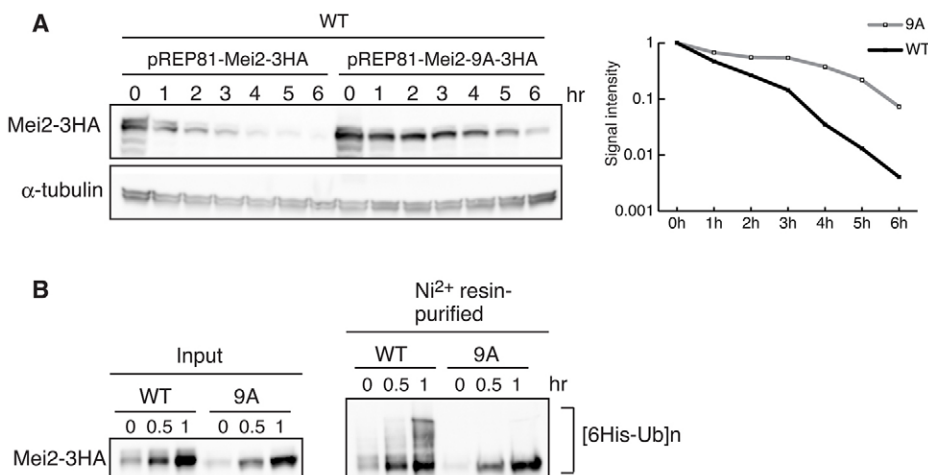 A
WT
pREP81-Mei2-3HA pREP81-Mei2-9A-3HA
0 1 2 3 4 5 6 0 1 2 3 4 5 6 hr
Mei2-3HA
α-tubulin
9A
WT
1
0.1
0.01
0.001
Signal intensity
0h 1h 2h 3h 4h 5h 6h
B
Input
WT 9A
0 0.5 1 0 0.5 1
Mei2-3HA
Ni²⁺ resin-
purified
WT 9A
0 0.5 1 0 0.5 1 hr
[6His-Ub]n